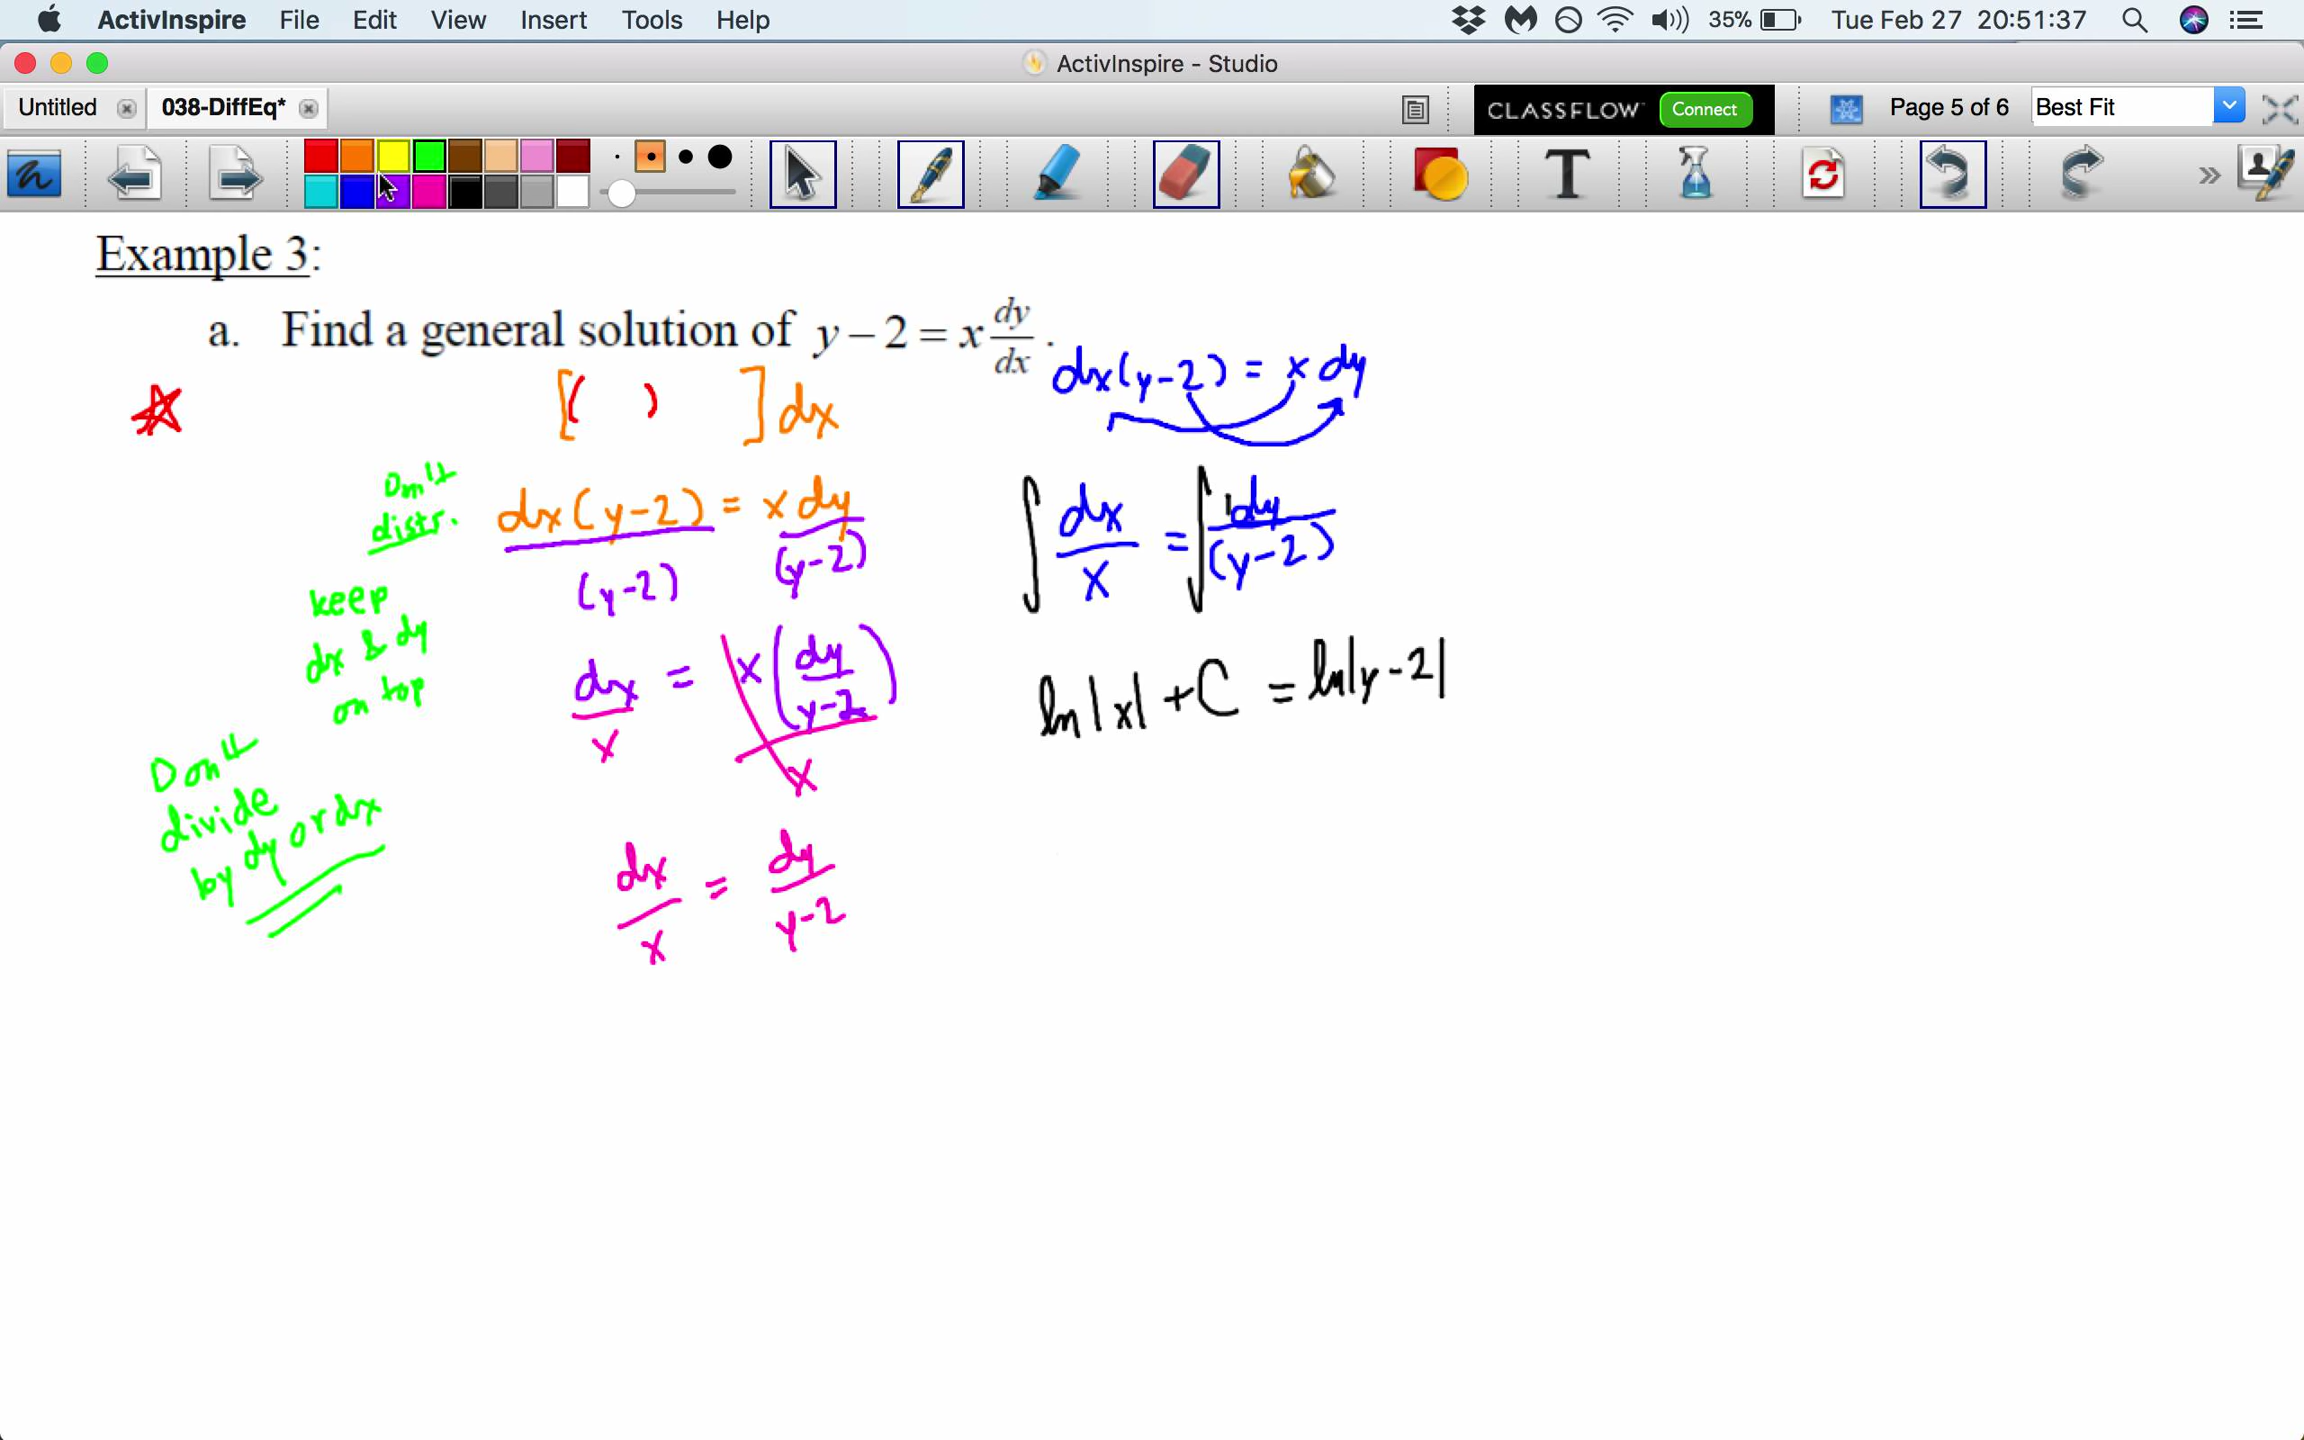 ActivInspire File Edit View Insert Tools Help 35% Tue Feb 27 20:51:37
ActivInspire - Studio
Untitled 038-DiffEq* CLASSFLOW Connect Page 5 of 6 Best Fit
Example 3:
a. Find a general solution of y – 2 = x dy/dx .
[( ) ] dx
Don't
distr.
dx(y-2) = x dy
(y-2) (y-2)
keep
dx & dy
on top
dx/x = x(dy/y-2)
x
Don't
divide
by dy or dx
dx/x = dy/y-2
dx(y-2) = x dy
∫ dx/x = ∫ 1dy/(y-2)
ln|x| + C = ln|y-2|